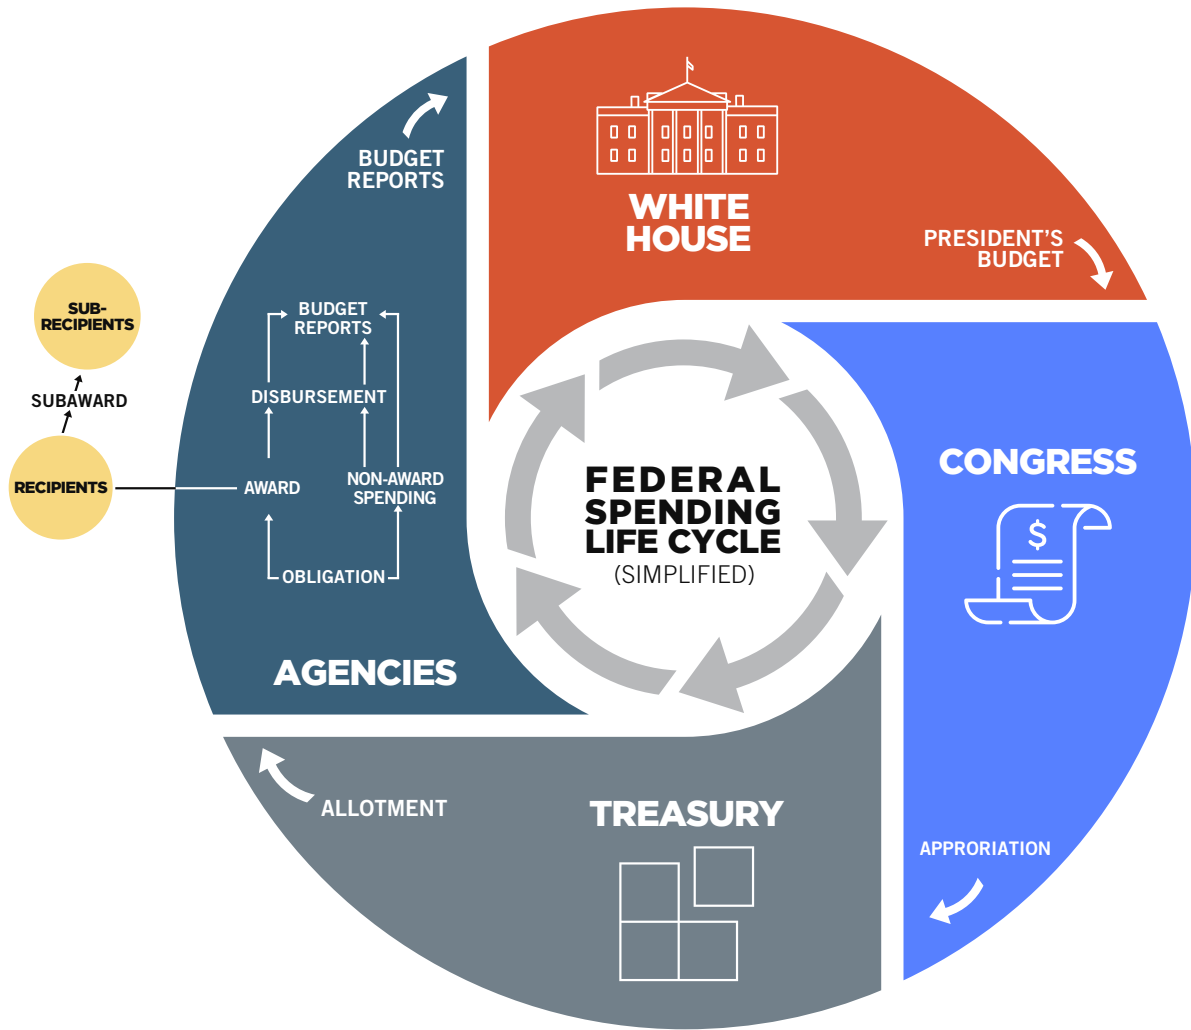 WHITE
HOUSE
PRESIDENT'S
BUDGET
CONGRESS
$
APPRORIATION
TREASURY
ALLOTMENT
AGENCIES
OBLIGATION
AWARD
NON-AWARD
SPENDING
DISBURSEMENT
BUDGET
REPORTS
BUDGET
REPORTS
RECIPIENTS
SUBAWARD
SUB-
RECIPIENTS
FEDERAL
SPENDING
LIFE CYCLE
(SIMPLIFIED)